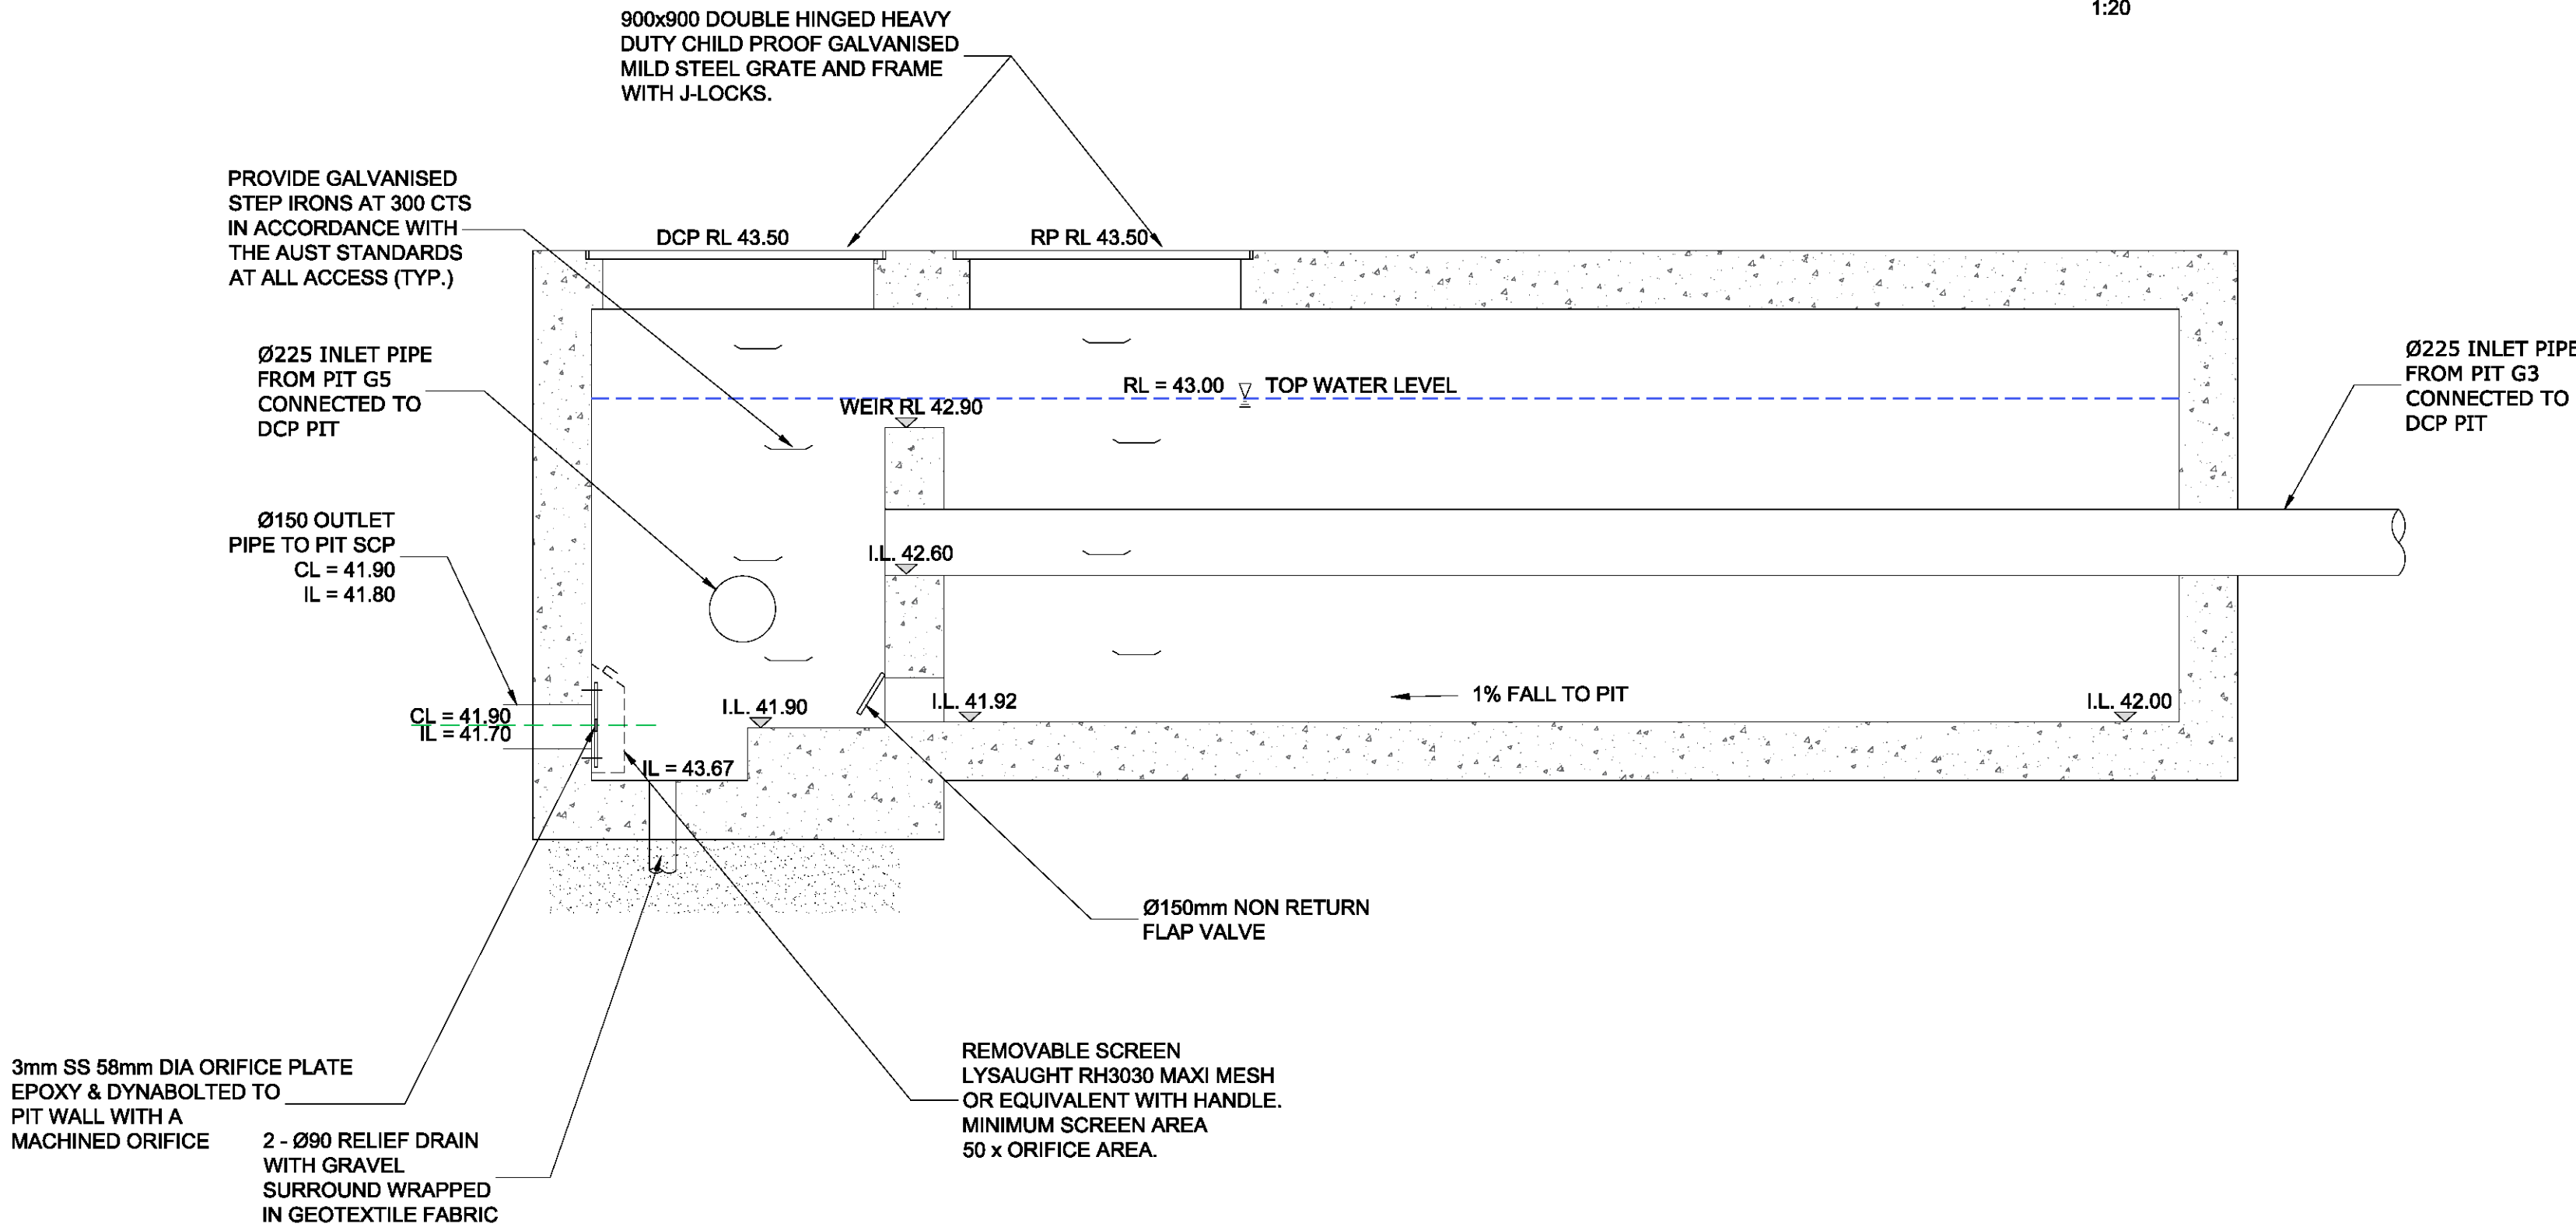 1:20
900x900 DOUBLE HINGED HEAVY
DUTY CHILD PROOF GALVANISED
MILD STEEL GRATE AND FRAME
WITH J-LOCKS.
PROVIDE GALVANISED
STEP IRONS AT 300 CTS
IN ACCORDANCE WITH
THE AUST STANDARDS
AT ALL ACCESS (TYP.)
DCP RL 43.50
RP RL 43.50
Ø225 INLET PIPE
FROM PIT G5
CONNECTED TO
DCP PIT
RL = 43.00
TOP WATER LEVEL
WEIR RL 42.90
Ø225 INLET PIPE
FROM PIT G3
CONNECTED TO
DCP PIT
Ø150 OUTLET
PIPE TO PIT SCP
CL = 41.90
IL = 41.80
I.L. 42.60
CL = 41.90
IL = 41.70
I.L. 41.90
I.L. 41.92
1% FALL TO PIT
I.L. 42.00
IL = 43.67
Ø150mm NON RETURN
FLAP VALVE
3mm SS 58mm DIA ORIFICE PLATE
EPOXY & DYNABOLTED TO
PIT WALL WITH A
MACHINED ORIFICE
2 - Ø90 RELIEF DRAIN
WITH GRAVEL
SURROUND WRAPPED
IN GEOTEXTILE FABRIC
REMOVABLE SCREEN
LYSAUGHT RH3030 MAXI MESH
OR EQUIVALENT WITH HANDLE.
MINIMUM SCREEN AREA
50 x ORIFICE AREA.